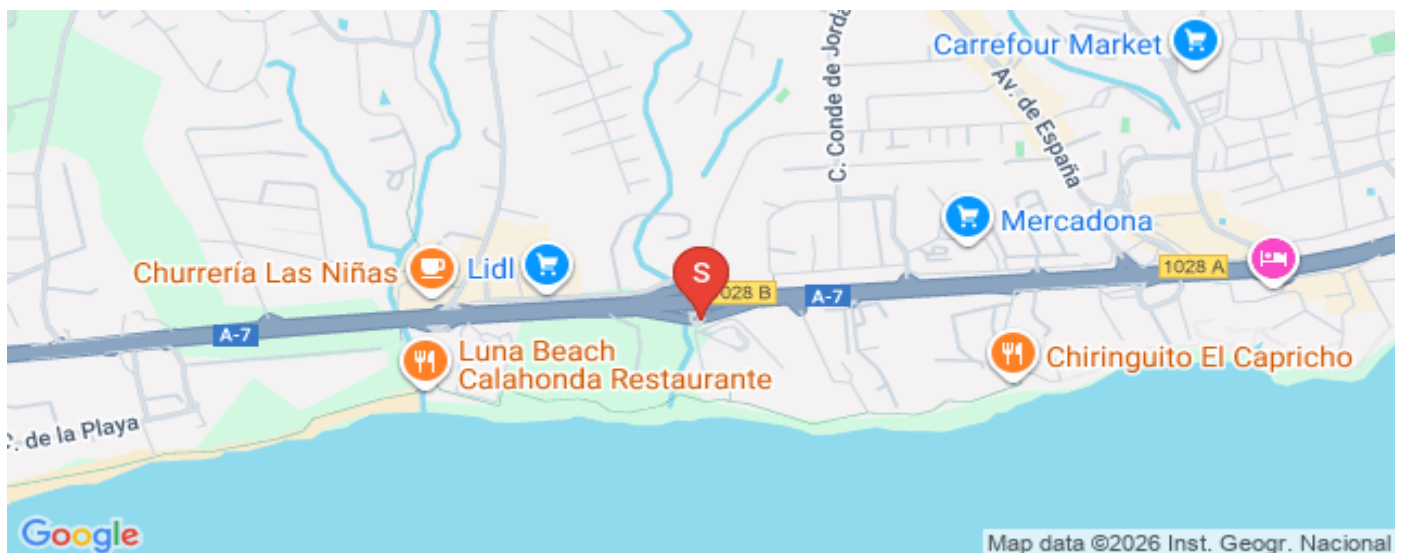 C. Conde de Jorda
Carrefour Market
Av. de España
Mercadona
1028 A
Churrería Las Niñas
Lidl
S
028 B
A-7
A-7
Luna Beach
Calahonda Restaurante
Chiringuito El Capricho
C. de la Playa
Google
Map data ©2026 Inst. Geogr. Nacional